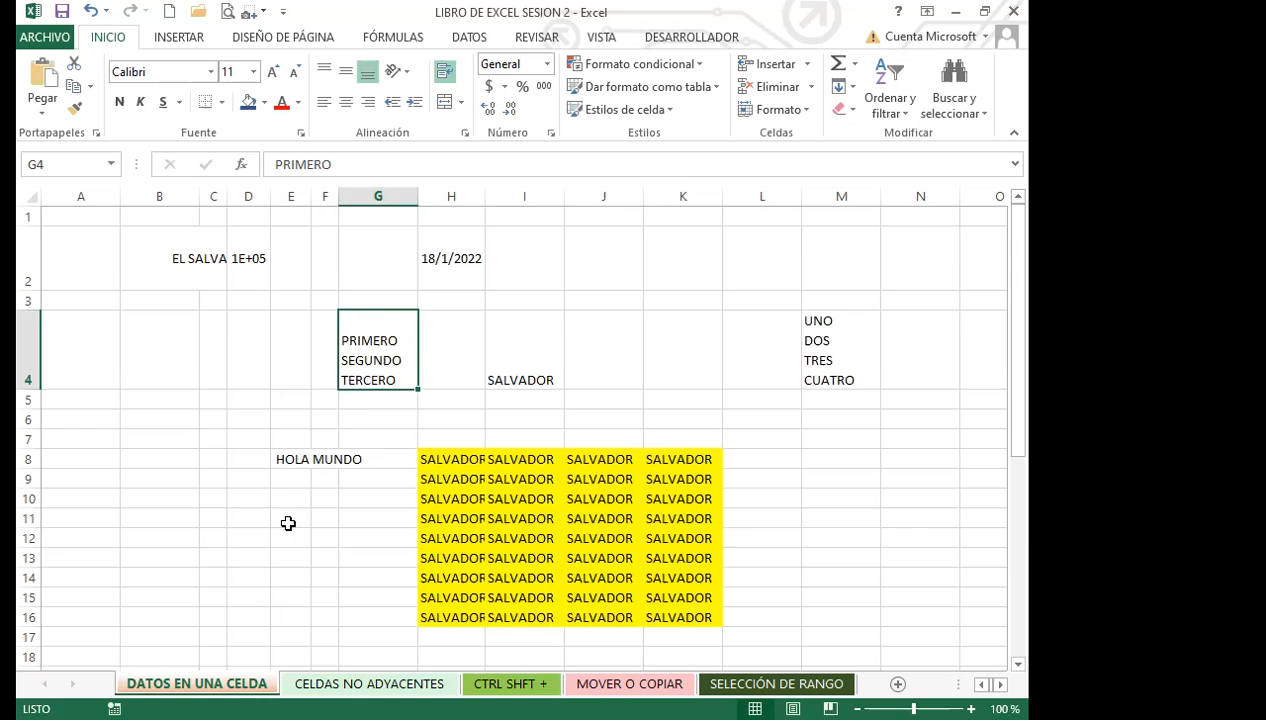 LIBRO DE EXCEL SESION 2 - Excel
?
ARCHIVO INICIO INSERTAR DISEÑO DE PÁGINA FÓRMULAS DATOS REVISAR VISTA DESARROLLADOR Cuenta Microsoft
Pegar
Calibri 11
N K S A A A
Portapapeles
Fuente
Alineación
General
$ % 000
Número
Formato condicional
Dar formato como tabla
Estilos de celda
Estilos
Insertar
Eliminar
Formato
Celdas
Σ
Ordenar y filtrar
Buscar y seleccionar
Modificar
G4 fx PRIMERO
A B C D E F G H I J K L M N O
1
2 EL SALVA 1E+05 18/1/2022
3
4
PRIMERO
SEGUNDO
TERCERO
SALVADOR
UNO
DOS
TRES
CUATRO
5
6
7
8 HOLA MUNDO SALVADOR SALVADOR SALVADOR SALVADOR
9 SALVADOR SALVADOR SALVADOR SALVADOR
10 SALVADOR SALVADOR SALVADOR SALVADOR
11 SALVADOR SALVADOR SALVADOR SALVADOR
12 SALVADOR SALVADOR SALVADOR SALVADOR
13 SALVADOR SALVADOR SALVADOR SALVADOR
14 SALVADOR SALVADOR SALVADOR SALVADOR
15 SALVADOR SALVADOR SALVADOR SALVADOR
16 SALVADOR SALVADOR SALVADOR SALVADOR
17
18
DATOS EN UNA CELDA CELDAS NO ADYACENTES CTRL SHFT + MOVER O COPIAR SELECCIÓN DE RANGO
LISTO 100 %